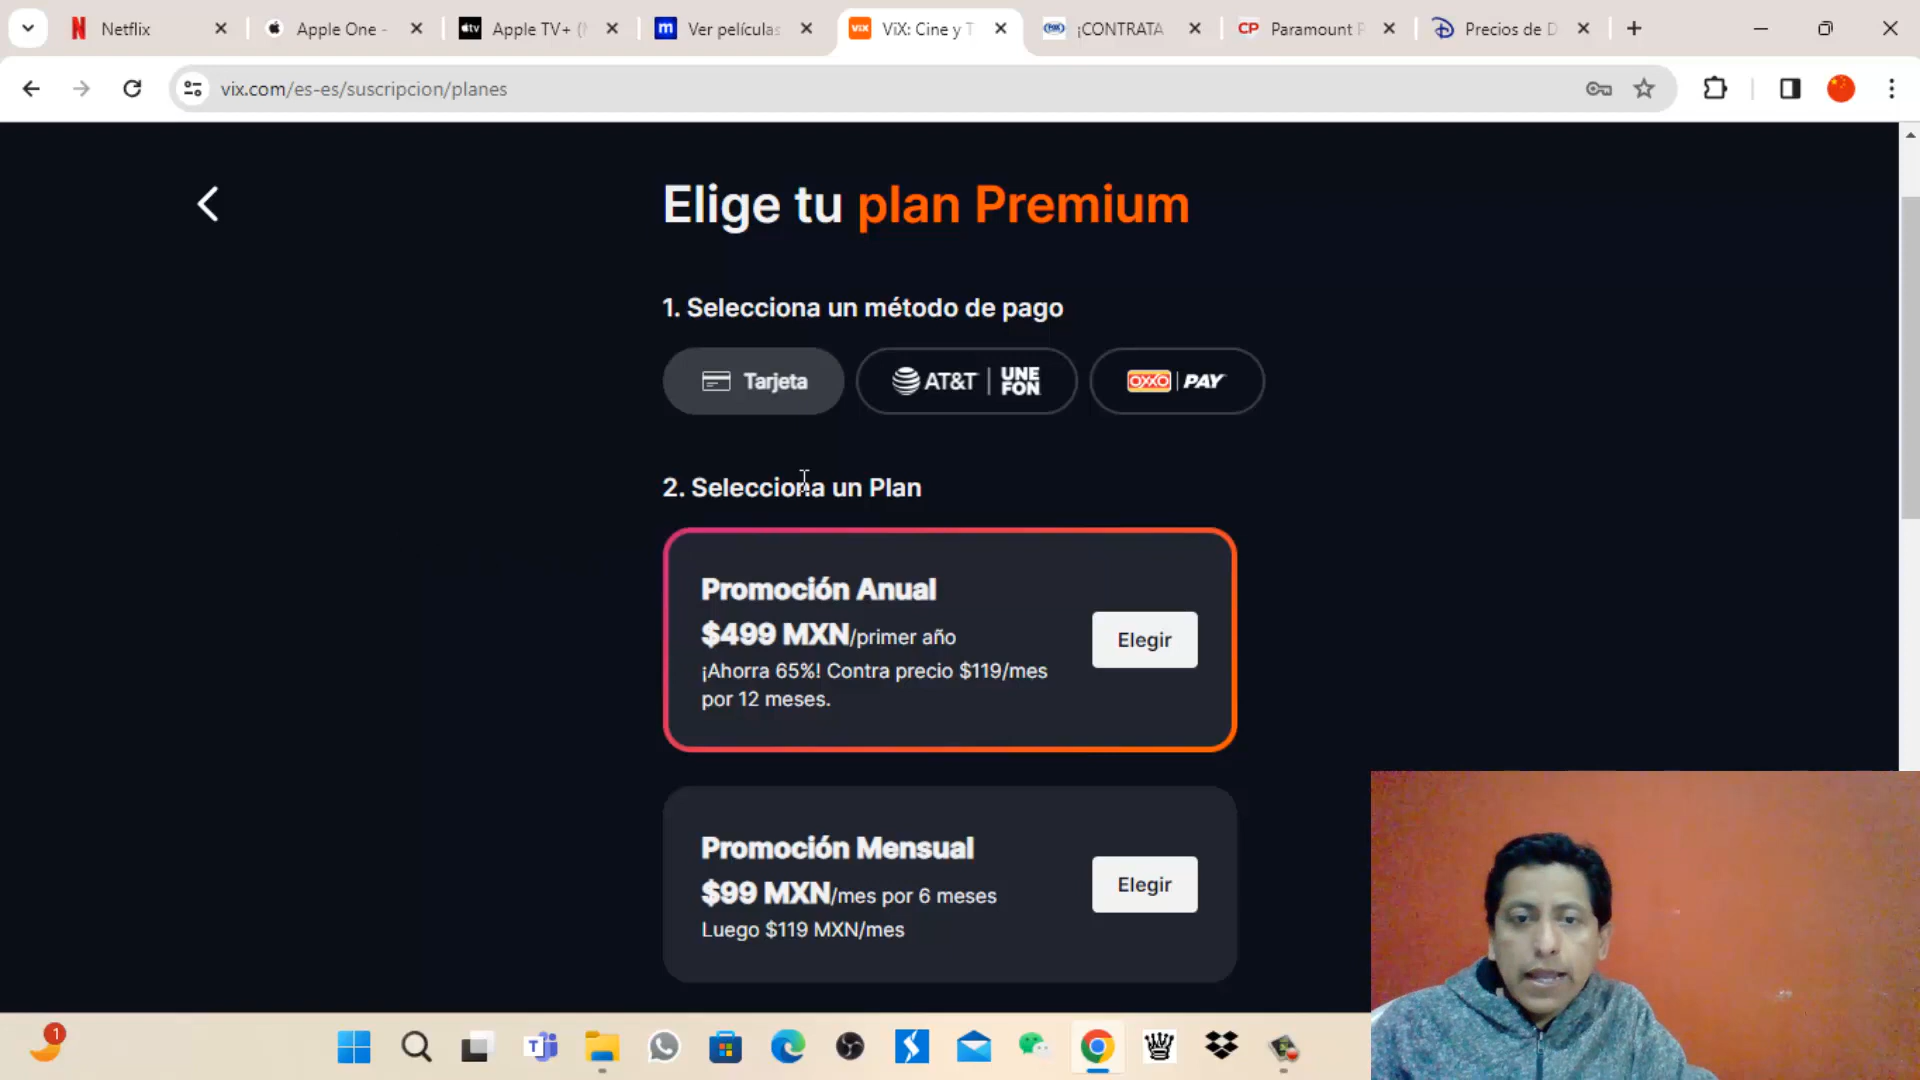 Netflix
Apple One -
Apple TV+ (
Ver películas
ViX: Cine y T
¡CONTRATA
Paramount P
Precios de D
vix.com/es-es/suscripcion/planes
Elige tu plan Premium
1. Selecciona un método de pago
Tarjeta
AT&T | UNE FON
OXXO | PAY
2. Selecciona un Plan
Promoción Anual
$499 MXN/primer año
¡Ahorra 65%! Contra precio $119/mes
por 12 meses.
Elegir
Promoción Mensual
$99 MXN/mes por 6 meses
Luego $119 MXN/mes
Elegir
1